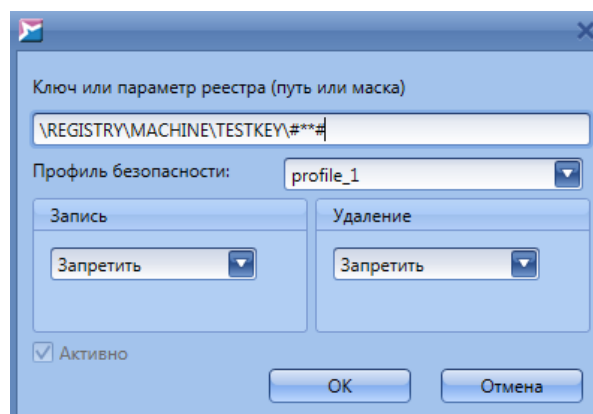 Ключ или параметр реестра (путь или маска)
\REGISTRY\MACHINE\TESTKEY\#**#
Профиль безопасности: profile_1
Запись Удаление
Запретить Запретить
Активно
OK Отмена